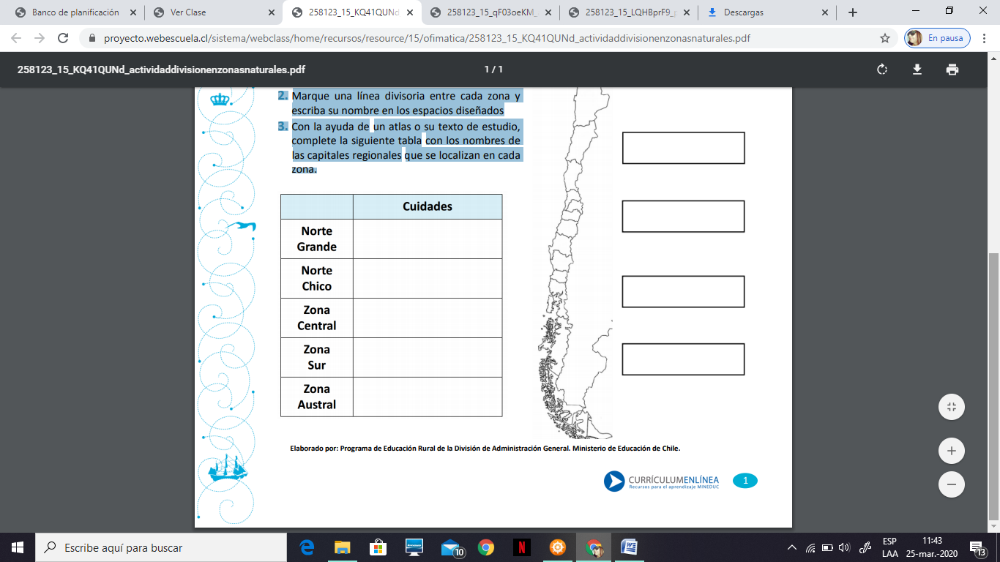 Banco de planificación
Ver Clase
258123_15_KQ41QUNd
258123_15_qF03oeKM_
258123_15_LQHBprF9_p
Descargas
proyecto.webescuela.cl/sistema/webclass/home/recursos/resource/15/ofimatica/258123_15_KQ41QUNd_actividaddivisionenzonasnaturales.pdf
En pausa
258123_15_KQ41QUNd_actividaddivisionenzonasnaturales.pdf
1 / 1
2. Marque una línea divisoria entre cada zona y
escriba su nombre en los espacios diseñados
3. Con la ayuda de un atlas o su texto de estudio,
complete la siguiente tabla con los nombres de
las capitales regionales que se localizan en cada
zona.
Cuidades
Norte
Grande
Norte
Chico
Zona
Central
Zona
Sur
Zona
Austral
Elaborado por: Programa de Educación Rural de la División de Administración General. Ministerio de Educación de Chile.
CURRÍCULUMENLÍNEA
Recursos para el aprendizaje MINEDUC
1
Escribe aquí para buscar
10
ESP
LAA
11:43
25-mar.-2020
13